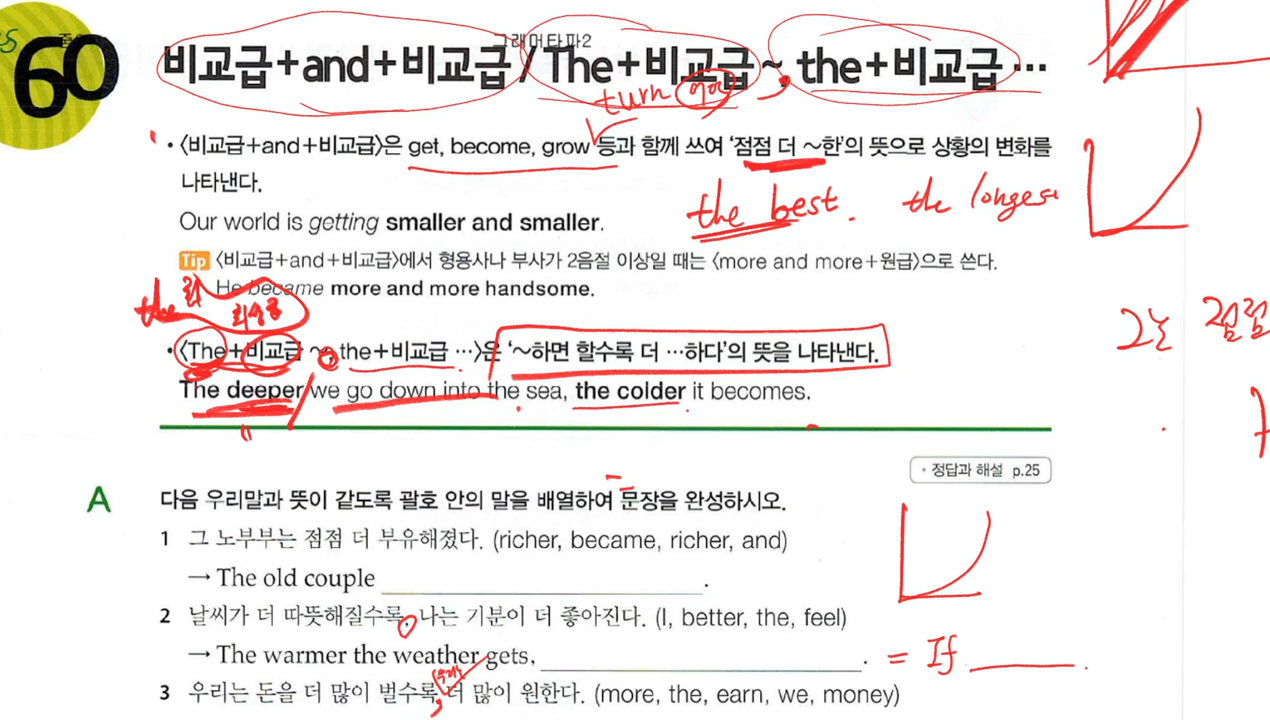 60
그래머타파2
비교급+and+비교급 / The+비교급 ~ the+비교급 …
turn
• 〈비교급+and+비교급〉은 get, become, grow 등과 함께 쓰여 '점점 더 ~한'의 뜻으로 상황의 변화를
나타낸다.
the best. the longest
Our world is getting smaller and smaller.
Tip 〈비교급+and+비교급〉에서 형용사나 부사가 2음절 이상일 때는 〈more and more+원급〉으로 쓴다.
He became more and more handsome.
the 최상급
그는 점점
• 〈The+비교급 ~, the+비교급 …〉은 '~하면 할수록 더 …하다'의 뜻을 나타낸다.
The deeper we go down into the sea, the colder it becomes.
• 정답과 해설 p.25
A 다음 우리말과 뜻이 같도록 괄호 안의 말을 배열하여 문장을 완성하시오.
1 그 노부부는 점점 더 부유해졌다. (richer, became, richer, and)
→ The old couple ____________.
2 날씨가 더 따뜻해질수록, 나는 기분이 더 좋아진다. (I, better, the, feel)
→ The warmer the weather gets, ____________. = If ______.
3 우리는 돈을 더 많이 벌수록, 더 많이 원한다. (more, the, earn, we, money)